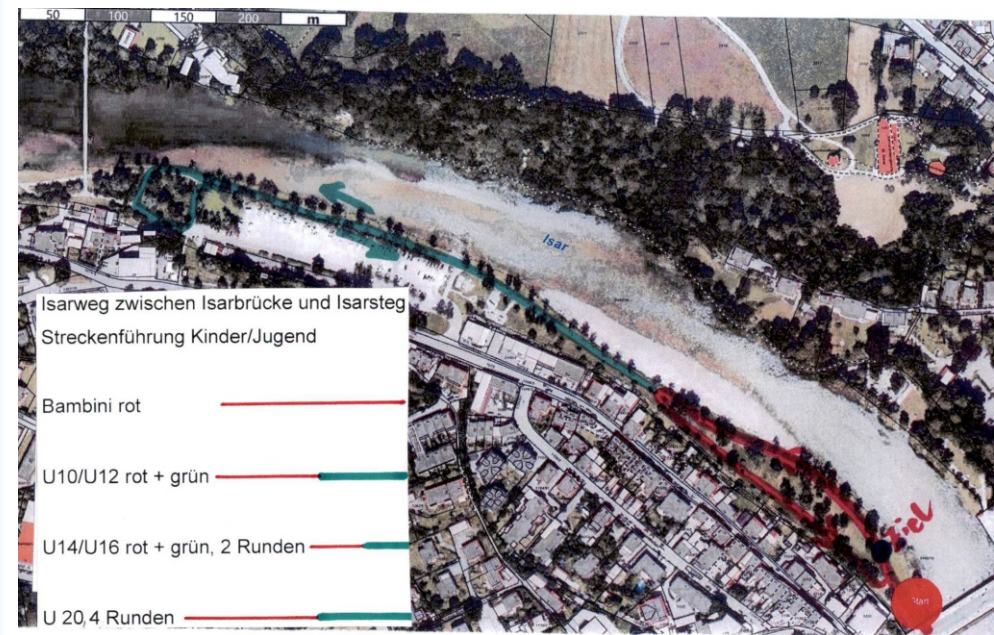 50 100 150 200 m
Isar
Isarweg zwischen Isarbrücke und Isarsteg
Streckenführung Kinder/Jugend
Bambini rot
U10/U12 rot + grün
U14/U16 rot + grün, 2 Runden
U 20,4 Runden
Ziel
Start